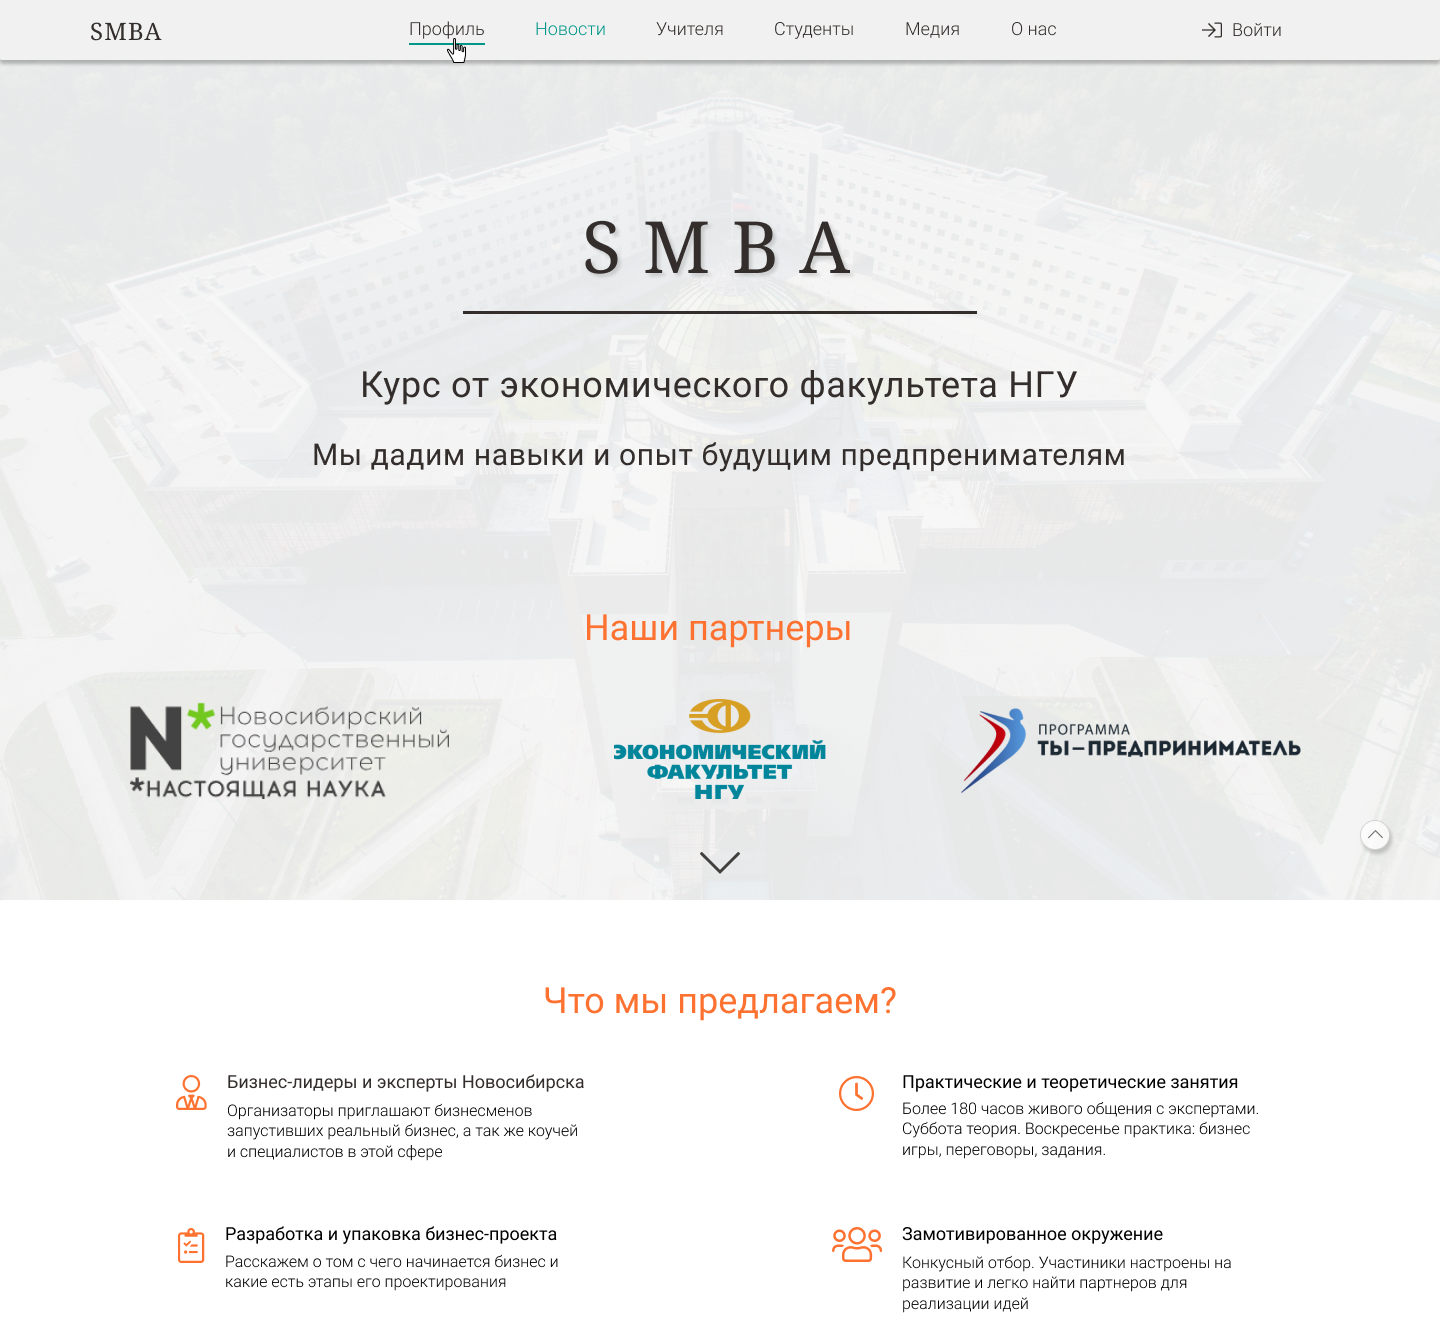 SMBA
Профиль
Новости
Учителя
Студенты
Медия
О нас
Войти
SMBA
Курс от экономического факультета НГУ
Мы дадим навыки и опыт будущим предпренимателям
Наши партнеры
N*
Новосибирский
государственный
университет
*НАСТОЯЩАЯ НАУКА
ЭКОНОМИЧЕСКИЙ
ФАКУЛЬТЕТ
НГУ
ПРОГРАММА
ТЫ—ПРЕДПРИНИМАТЕЛЬ
Что мы предлагаем?
Бизнес-лидеры и эксперты Новосибирска
Организаторы приглашают бизнесменов
запустивших реальный бизнес, а так же коучей
и специалистов в этой сфере
Практические и теоретические занятия
Более 180 часов живого общения с экспертами.
Суббота теория. Воскресенье практика: бизнес
игры, переговоры, задания.
Разработка и упаковка бизнес-проекта
Расскажем о том с чего начинается бизнес и
какие есть этапы его проектирования
Замотивированное окружение
Конкусный отбор. Участиники настроены на
развитие и легко найти партнеров для
реализации идей